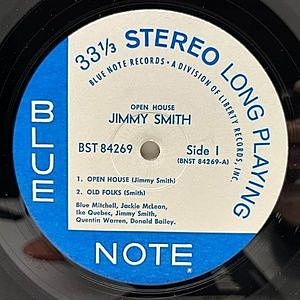 33 1/3 STEREO LONG PLAYING
BLUE NOTE RECORDS • A DIVISION OF LIBERTY RECORDS, INC.
OPEN HOUSE
JIMMY SMITH
BST 84269
Side 1
(BNST 84269-A)
1. OPEN HOUSE (Jimmy Smith)
2. OLD FOLKS (Smith)
Blue Mitchell, Jackie McLean,
Ike Quebec, Jimmy Smith,
Quentin Warren, Donald Bailey.
BLUE
NOTE
®